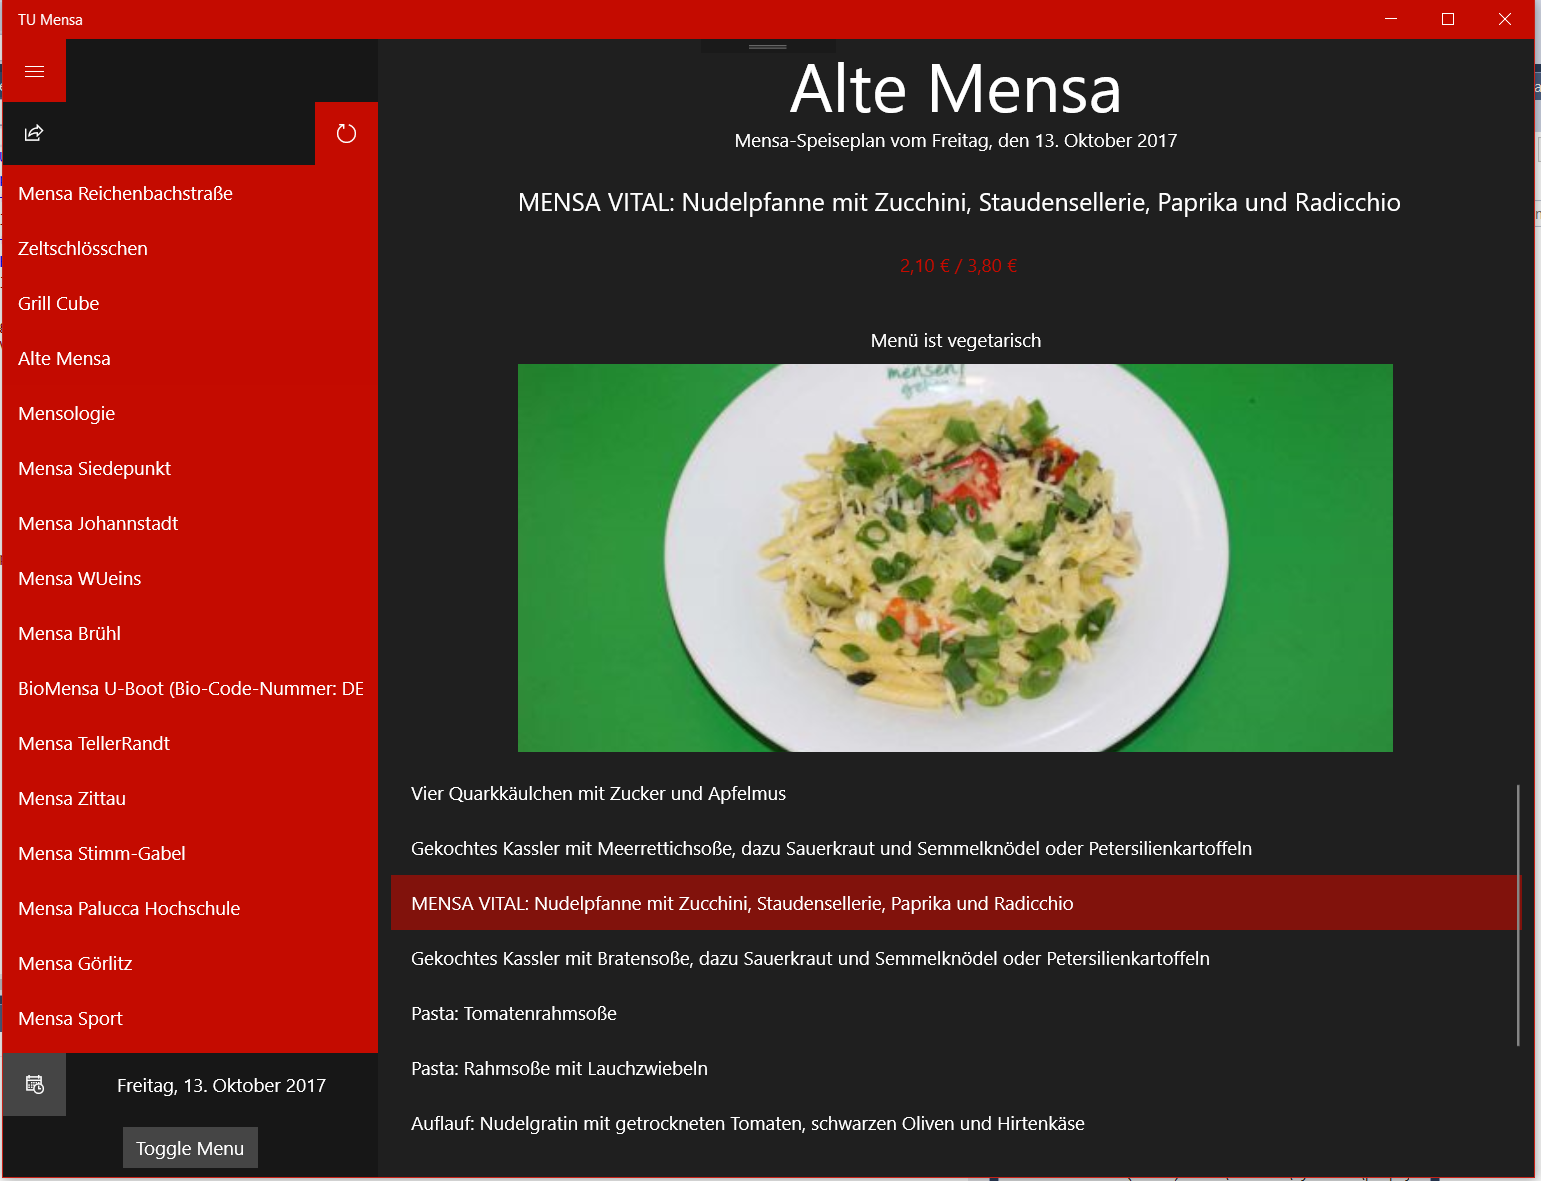 TU Mensa
Alte Mensa
Mensa-Speiseplan vom Freitag, den 13. Oktober 2017
MENSA VITAL: Nudelpfanne mit Zucchini, Staudensellerie, Paprika und Radicchio
2,10 € / 3,80 €
Menü ist vegetarisch
mensen
gehen
Mensa Reichenbachstraße
Zeltschlösschen
Grill Cube
Alte Mensa
Mensologie
Mensa Siedepunkt
Mensa Johannstadt
Mensa WUeins
Mensa Brühl
BioMensa U-Boot (Bio-Code-Nummer: DE
Mensa TellerRandt
Mensa Zittau
Mensa Stimm-Gabel
Mensa Palucca Hochschule
Mensa Görlitz
Mensa Sport
Freitag, 13. Oktober 2017
Toggle Menu
Vier Quarkkäulchen mit Zucker und Apfelmus
Gekochtes Kassler mit Meerrettichsoße, dazu Sauerkraut und Semmelknödel oder Petersilienkartoffeln
MENSA VITAL: Nudelpfanne mit Zucchini, Staudensellerie, Paprika und Radicchio
Gekochtes Kassler mit Bratensoße, dazu Sauerkraut und Semmelknödel oder Petersilienkartoffeln
Pasta: Tomatenrahmsoße
Pasta: Rahmsoße mit Lauchzwiebeln
Auflauf: Nudelgratin mit getrockneten Tomaten, schwarzen Oliven und Hirtenkäse